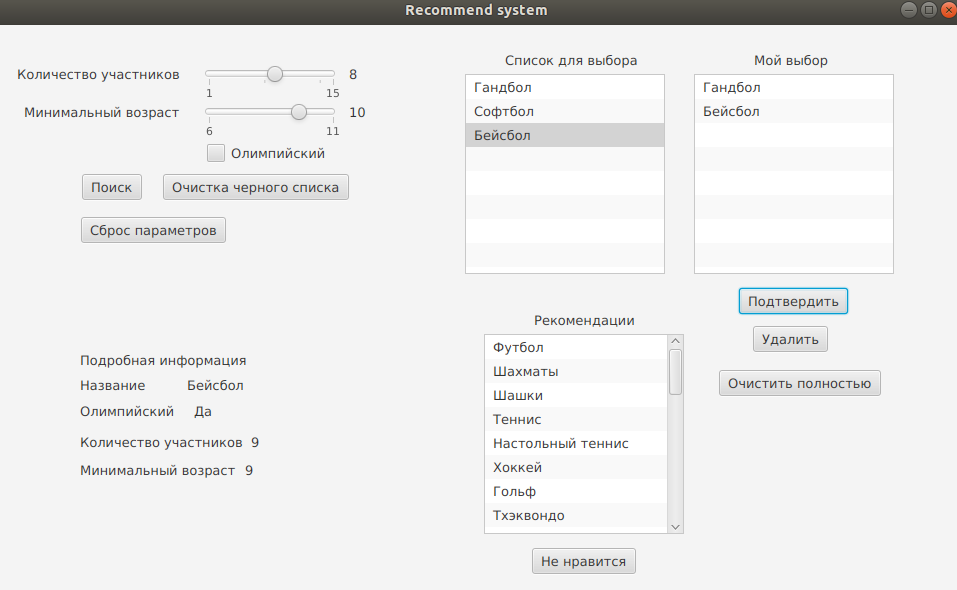 Recommend system
Количество участников 8
1 15
Минимальный возраст 10
6 11
Олимпийский
Поиск Очистка черного списка
Сброс параметров
Подробная информация
Название Бейсбол
Олимпийский Да
Количество участников 9
Минимальный возраст 9
Список для выбора
Гандбол
Софтбол
Бейсбол
Мой выбор
Гандбол
Бейсбол
Подтвердить
Удалить
Очистить полностью
Рекомендации
Футбол
Шахматы
Шашки
Теннис
Настольный теннис
Хоккей
Гольф
Тхэквондо
Не нравится